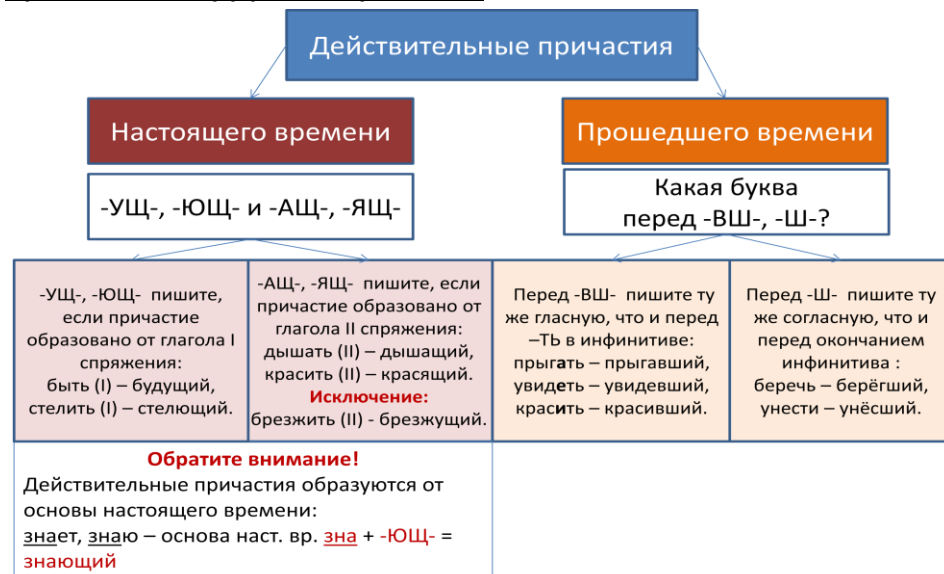 Действительные причастия
Настоящего времени
Прошедшего времени
-УЩ-, -ЮЩ- и -АЩ-, -ЯЩ-
Какая буква
перед -ВШ-, -Ш-?
-УЩ-, -ЮЩ- пишите,
если причастие
образовано от глагола I
спряжения:
быть (I) – будущий,
стелить (I) – стелющий.
-АЩ-, -ЯЩ- пишите, если
причастие образовано от
глагола II спряжения:
дышать (II) – дышащий,
красить (II) – красящий.
Исключение:
брезжить (II) - брезжущий.
Перед -ВШ- пишите ту
же гласную, что и перед
–ТЬ в инфинитиве:
прыгать – прыгавший,
увидеть – увидевший,
красить – красивший.
Перед -Ш- пишите ту
же согласную, что и
перед окончанием
инфинитива :
беречь – берёгший,
унести – унёсший.
Обратите внимание!
Действительные причастия образуются от
основы настоящего времени:
знает, знаю – основа наст. вр. зна + -ЮЩ- =
знающий